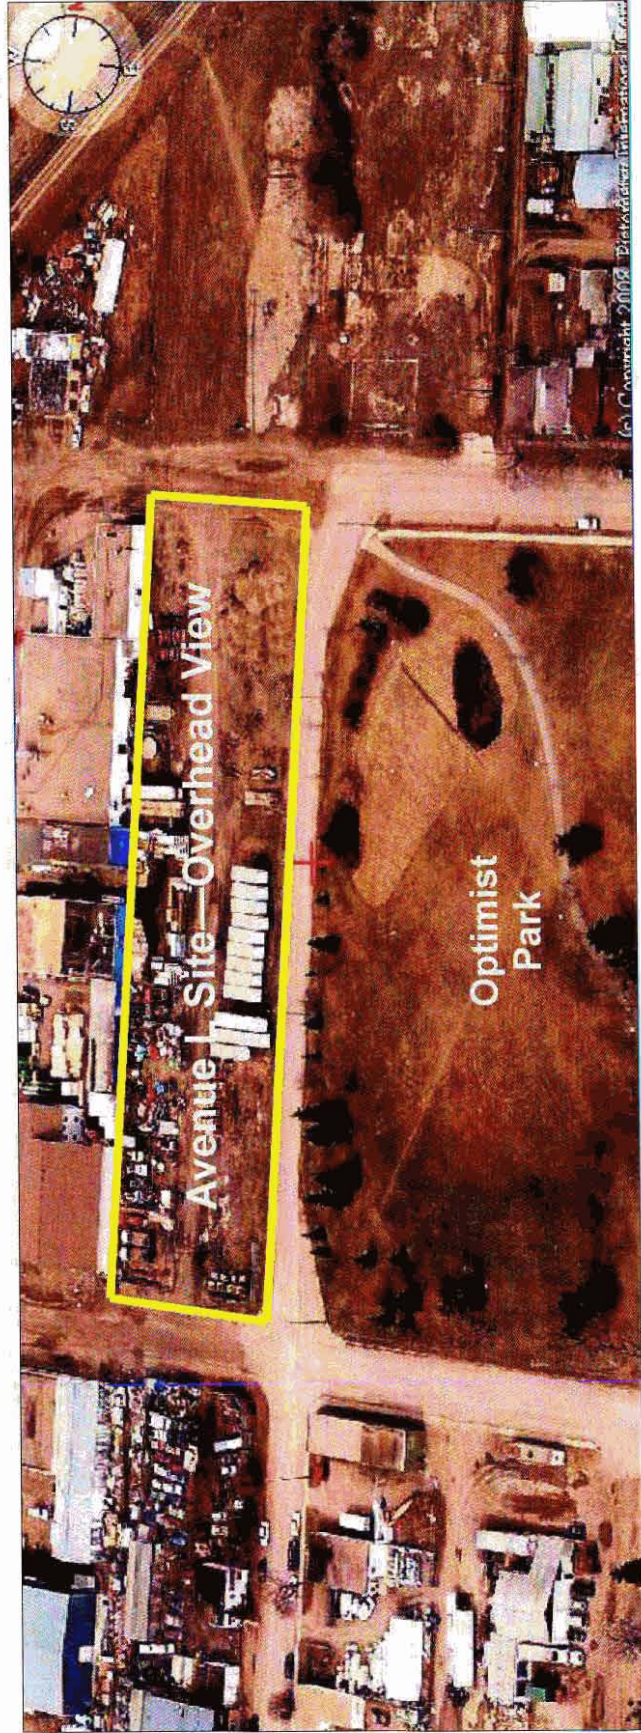 Avenue L Site—Overhead View
Optimist
Park
(c) Copyright 2008, Pictometry International Corp
W
E
S